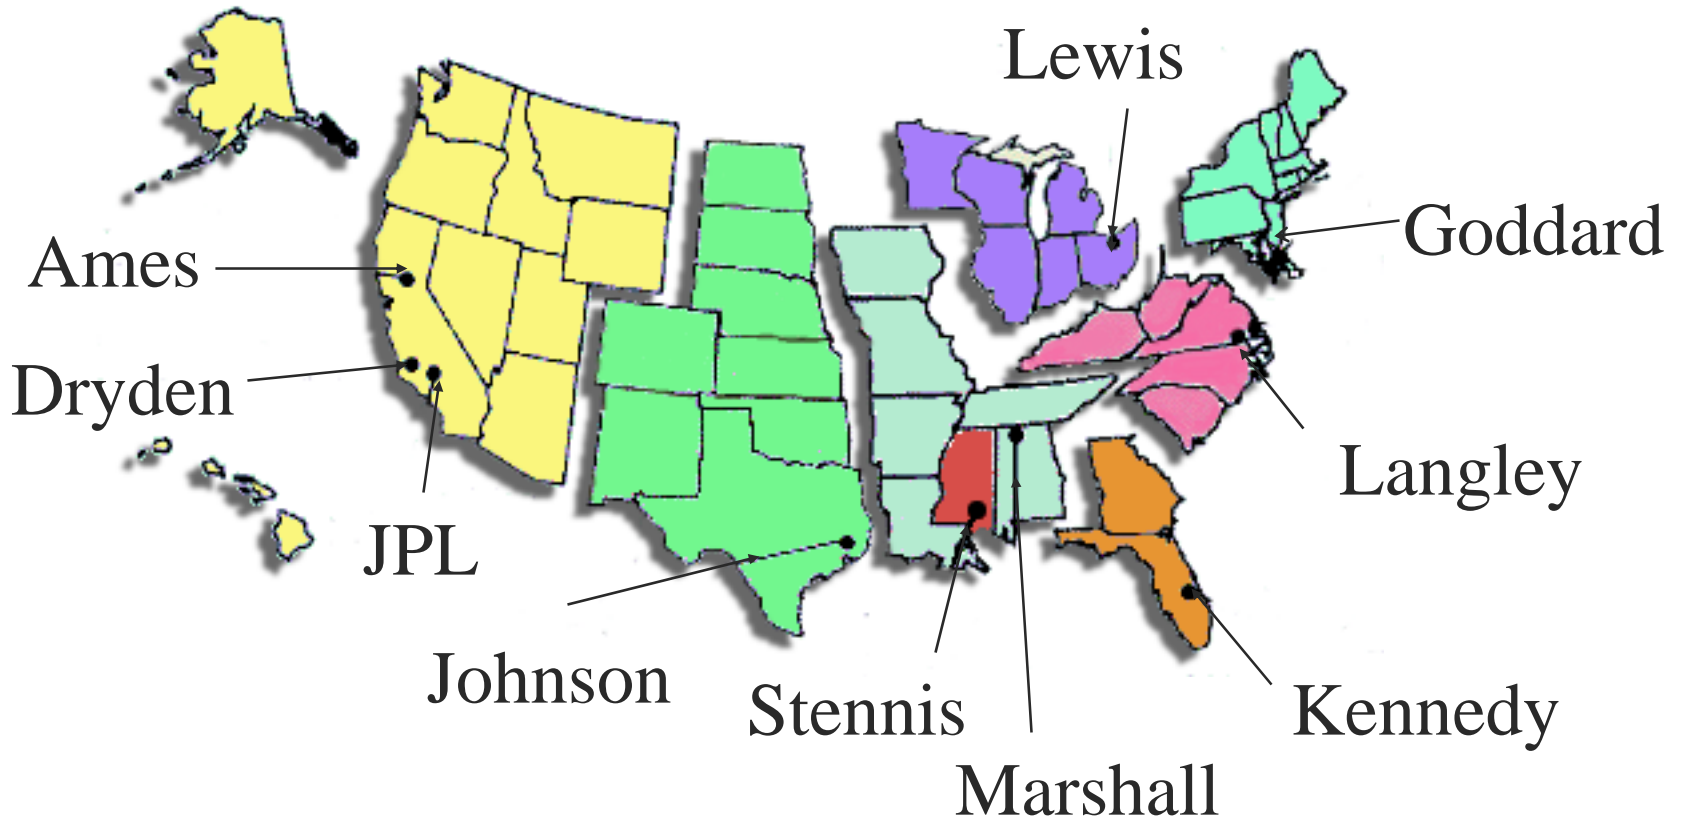 Lewis
Goddard
Ames
Dryden
Langley
JPL
Johnson
Stennis
Kennedy
Marshall